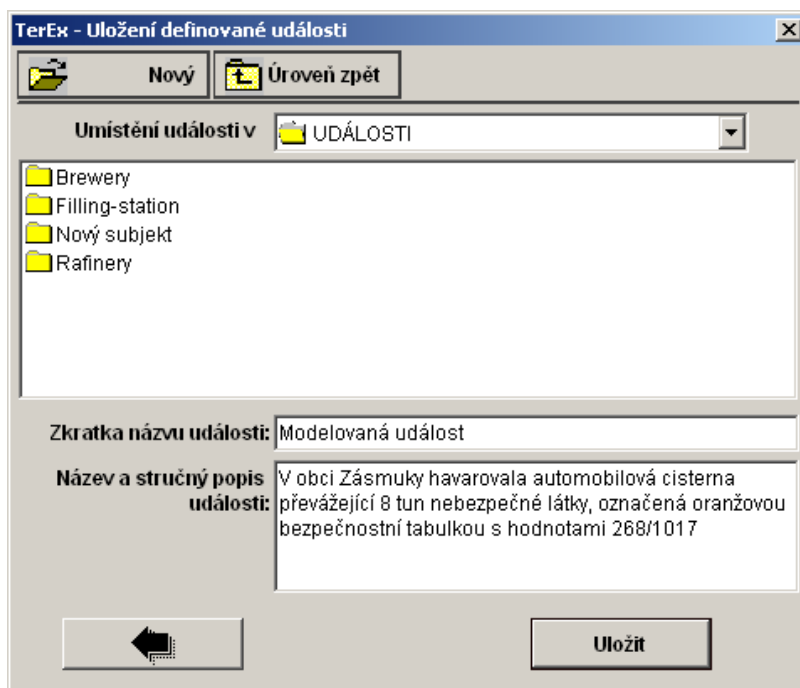 TerEx - Uložení definované události
Nový Úroveň zpět
Umístění události v UDÁLOSTI
Brewery
Filling-station
Nový subjekt
Rafinery
Zkratka názvu události: Modelovaná událost
Název a stručný popis události: V obci Zásmuky havarovala automobilová cisterna
převážející 8 tun nebezpečné látky, označená oranžovou
bezpečnostní tabulkou s hodnotami 268/1017
Uložit